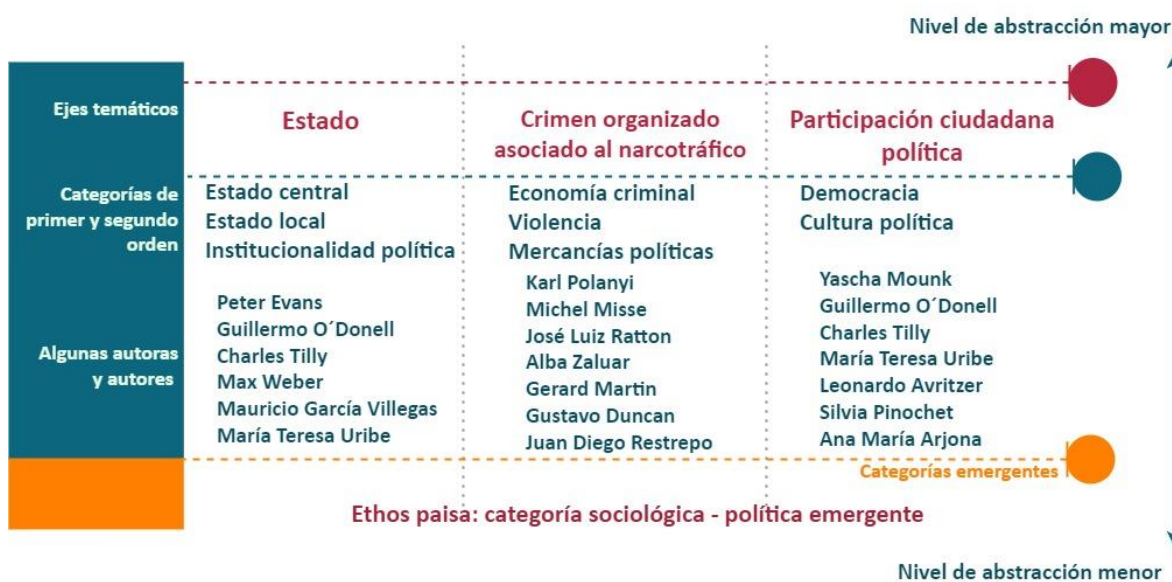 Nivel de abstracción mayor
Ejes temáticos
Estado
Crimen organizado
asociado al narcotráfico
Participación ciudadana
política
Categorías de
primer y segundo
orden
Estado central
Estado local
Institucionalidad política
Economía criminal
Violencia
Mercancías políticas
Democracia
Cultura política
Algunas autoras
y autores
Peter Evans
Guillermo O´Donell
Charles Tilly
Max Weber
Mauricio García Villegas
María Teresa Uribe
Karl Polanyi
Michel Misse
José Luiz Ratton
Alba Zaluar
Gerard Martin
Gustavo Duncan
Juan Diego Restrepo
Yascha Mounk
Guillermo O´Donell
Charles Tilly
María Teresa Uribe
Leonardo Avritzer
Silvia Pinochet
Ana María Arjona
Categorías emergentes
Ethos paisa: categoría sociológica - política emergente
Nivel de abstracción menor